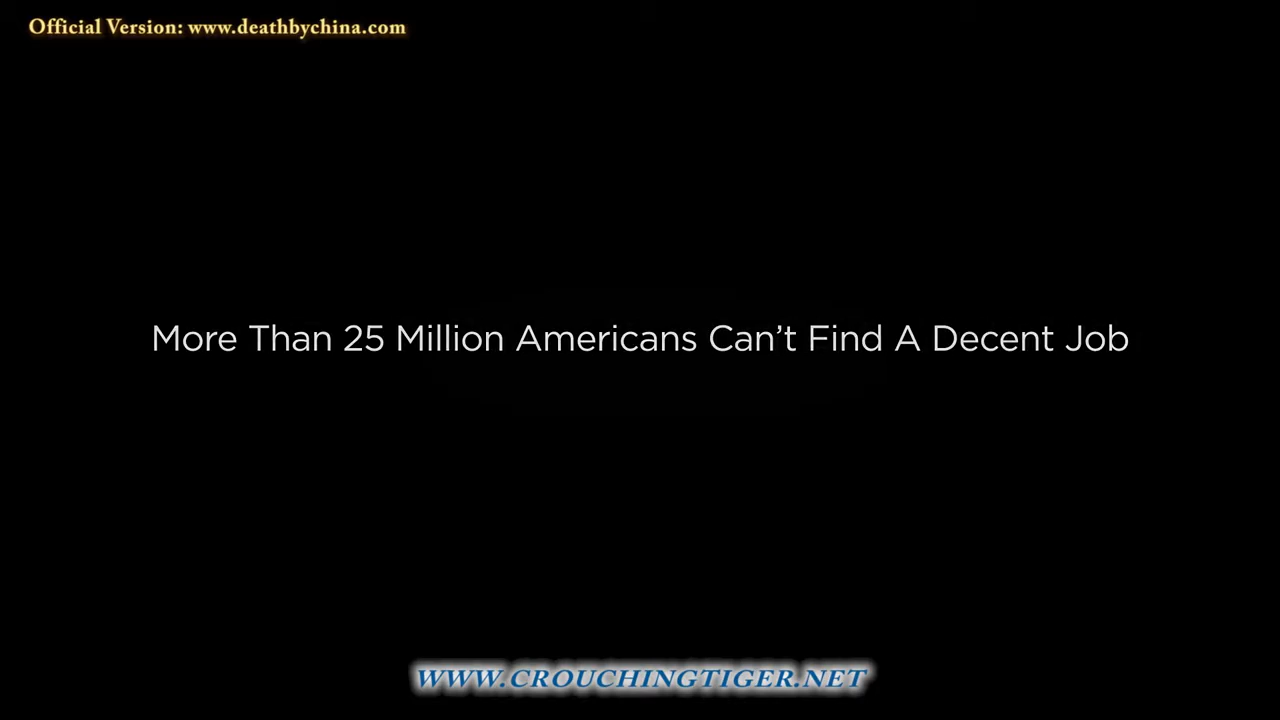 Official Version: www.deathbychina.com
More Than 25 Million Americans Can’t Find A Decent Job
WWW.CROUCHINGTIGER.NET